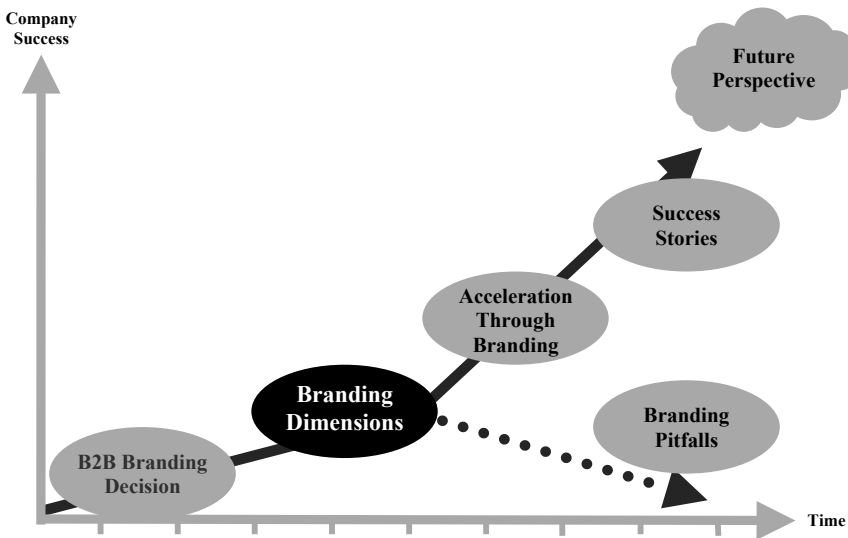 Company
Success
Future
Perspective
Success
Stories
Acceleration
Through
Branding
Branding
Dimensions
Branding
Pitfalls
B2B Branding
Decision
Time